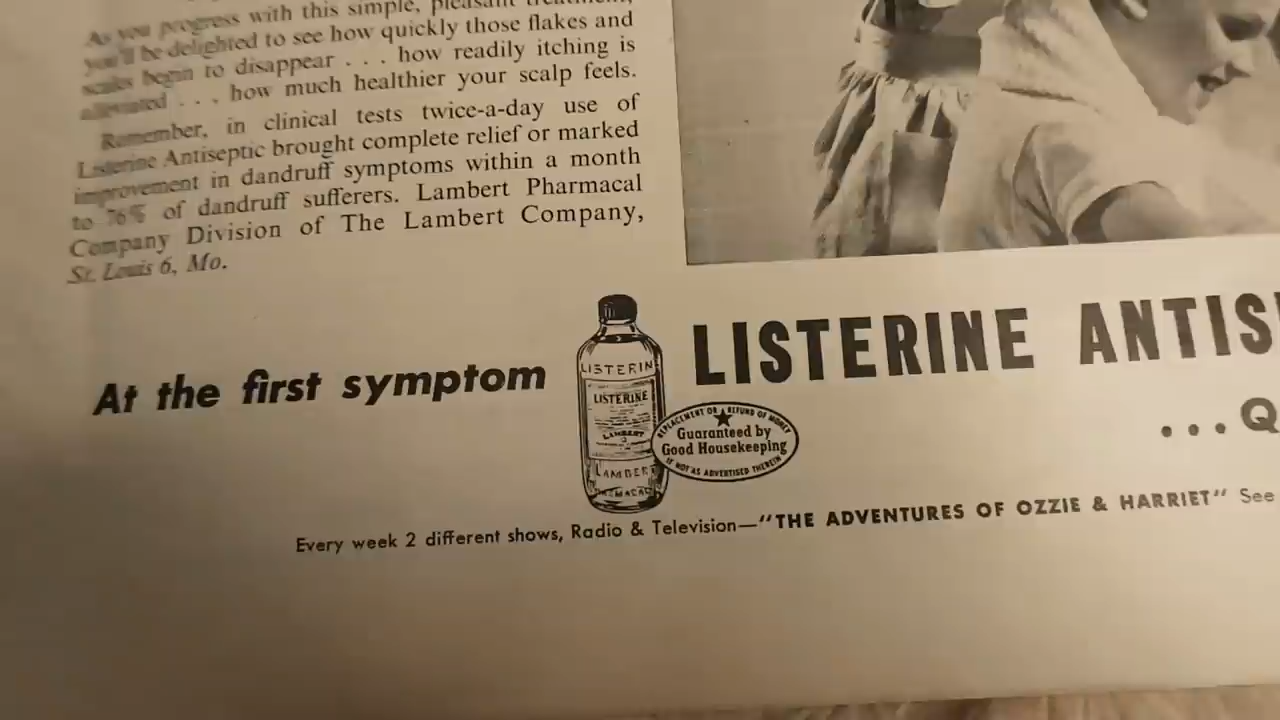 As you progress with this simple, pleasant treatment,
you'll be delighted to see how quickly those flakes and
scales begin to disappear . . . how readily itching is
alleviated . . . how much healthier your scalp feels.
Remember, in clinical tests twice-a-day use of
Listerine Antiseptic brought complete relief or marked
improvement in dandruff symptoms within a month
to 76% of dandruff sufferers. Lambert Pharmacal
Company Division of The Lambert Company,
St. Louis 6, Mo.
At the first symptom
LISTERIN
LISTERINE
LAMBERT
LAMBERT
LISTERINE ANTIS
REPLACEMENT OR REFUND OF MONEY
Guaranteed by
Good Housekeeping
IF NOT AS ADVERTISED THEREIN
...Q
Every week 2 different shows, Radio & Television—"THE ADVENTURES OF OZZIE & HARRIET" See